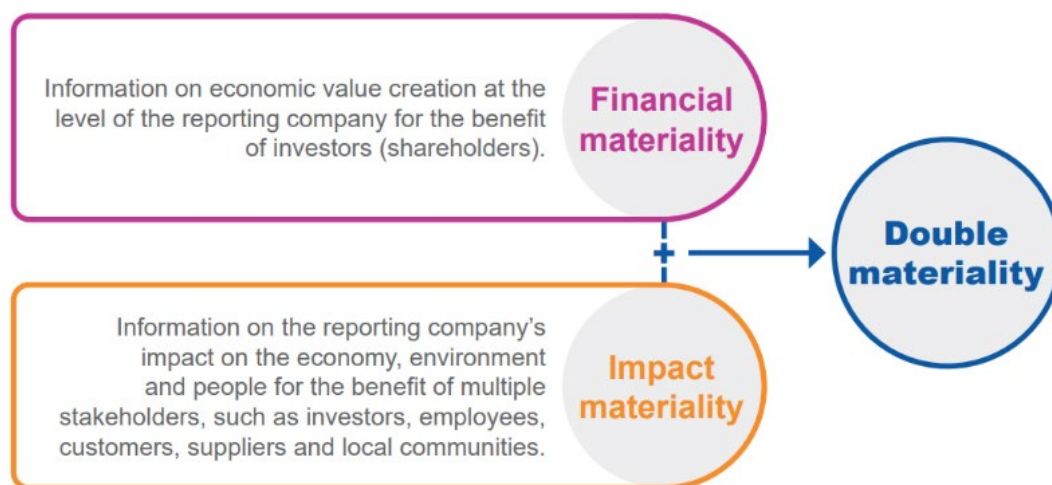 Information on economic value creation at the
level of the reporting company for the benefit
of investors (shareholders).
Financial
materiality
+
Double
materiality
Information on the reporting company’s
impact on the economy, environment
and people for the benefit of multiple
stakeholders, such as investors, employees,
customers, suppliers and local communities.
Impact
materiality